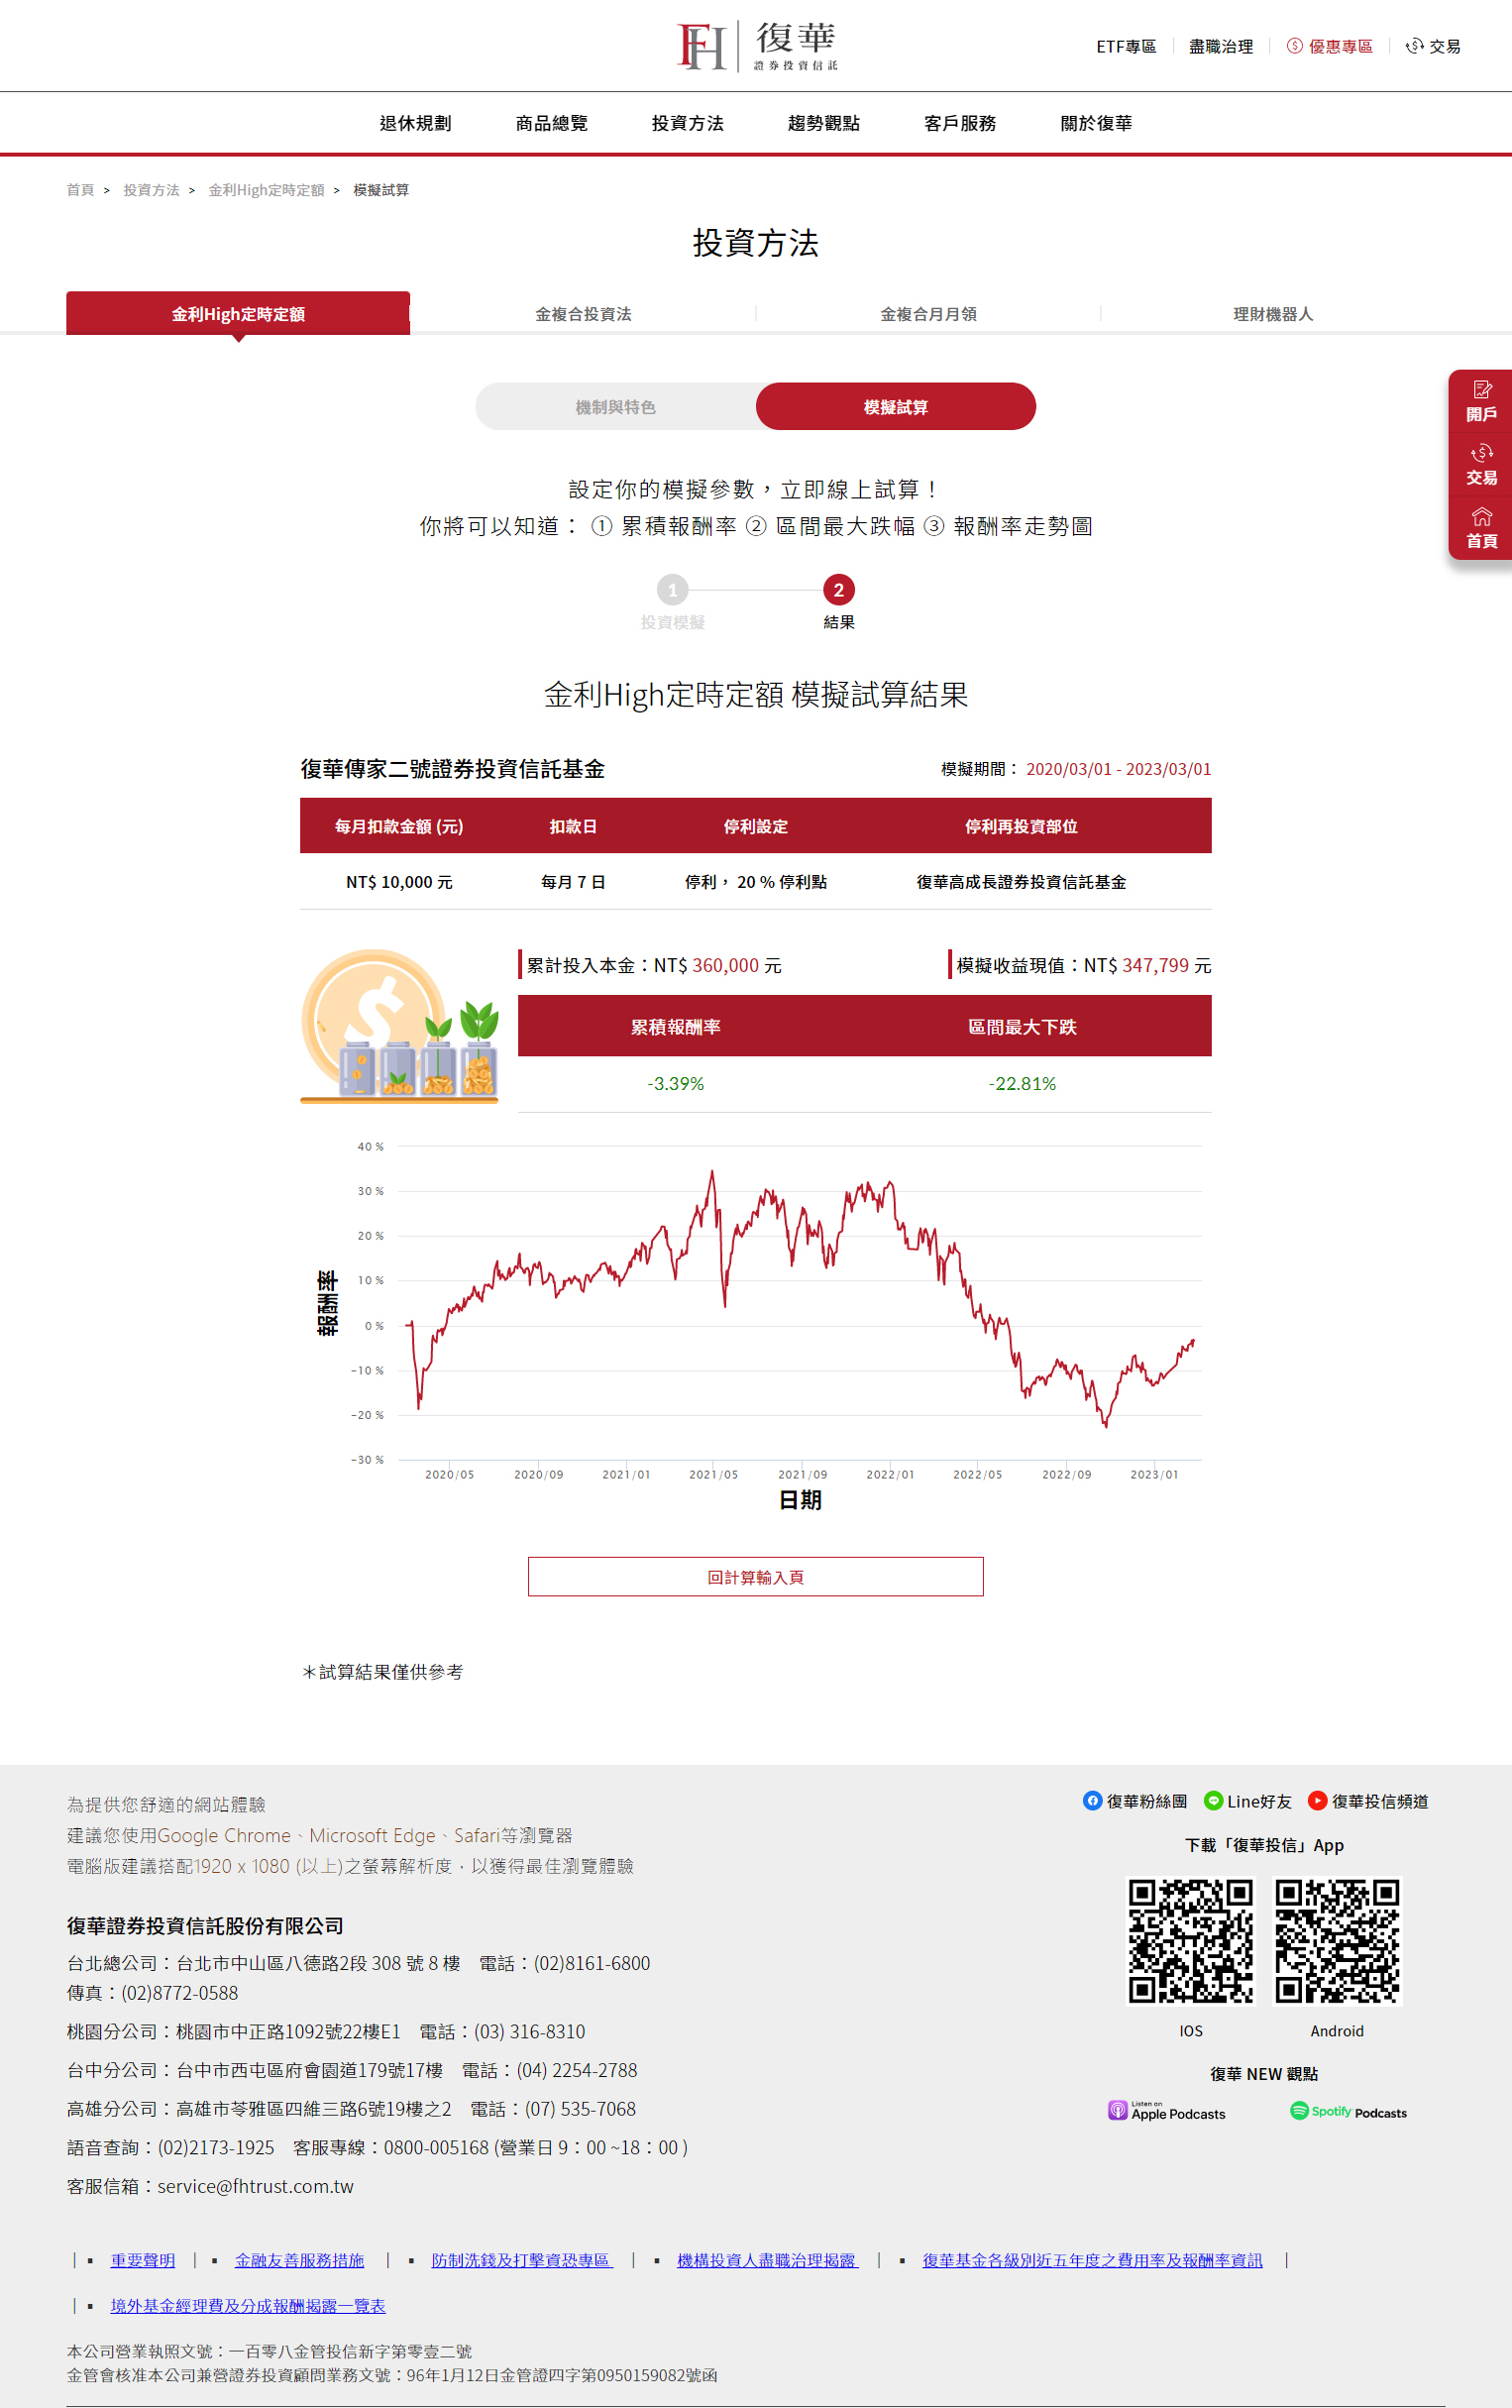 FH 復華
證券投資信託
ETF專區 盡職治理 優惠專區 交易
退休規劃 商品總覽 投資方法 趨勢觀點 客戶服務 關於復華
首頁 > 投資方法 > 金利High定時定額 > 模擬試算
投資方法
金利High定時定額 金複合投資法 金複合月月領 理財機器人
開戶
交易
首頁
機制與特色 模擬試算
設定你的模擬參數，立即線上試算！
你將可以知道： ① 累積報酬率 ② 區間最大跌幅 ③ 報酬率走勢圖
1 2
投資模擬 結果
金利High定時定額 模擬試算結果
復華傳家二號證券投資信託基金 模擬期間： 2020/03/01 - 2023/03/01
每月扣款金額 (元) 扣款日 停利設定 停利再投資部位
NT$ 10,000 元 每月 7 日 停利， 20 % 停利點 復華高成長證券投資信託基金
累計投入本金：NT$ 360,000 元 模擬收益現值：NT$ 347,799 元
累積報酬率 區間最大下跌
-3.39% -22.81%
40 %
30 %
20 %
10 %
0 %
-10 %
-20 %
-30 %
報酬率
2020/05 2020/09 2021/01 2021/05 2021/09 2022/01 2022/05 2022/09 2023/01
日期
回計算輸入頁
＊試算結果僅供參考
為提供您舒適的網站體驗
建議您使用Google Chrome、Microsoft Edge、Safari等瀏覽器
電腦版建議搭配1920 x 1080 (以上)之螢幕解析度，以獲得最佳瀏覽體驗
復華證券投資信託股份有限公司
台北總公司：台北市中山區八德路2段 308 號 8 樓 電話：(02)8161-6800
傳真：(02)8772-0588
桃園分公司：桃園市中正路1092號22樓E1 電話：(03) 316-8310
台中分公司：台中市西屯區府會園道179號17樓 電話：(04) 2254-2788
高雄分公司：高雄市苓雅區四維三路6號19樓之2 電話：(07) 535-7068
語音查詢：(02)2173-1925 客服專線：0800-005168 (營業日 9：00 ~18：00 )
客服信箱：service@fhtrust.com.tw
復華粉絲團 Line好友 復華投信頻道
下載「復華投信」App
IOS Android
復華 NEW 觀點
Listen on
Apple Podcasts Spotify Podcasts
| ▪ 重要聲明 | ▪ 金融友善服務措施 | ▪ 防制洗錢及打擊資恐專區 | ▪ 機構投資人盡職治理揭露 | ▪ 復華基金各級別近五年度之費用率及報酬率資訊 |
| ▪ 境外基金經理費及分成報酬揭露一覽表
本公司營業執照文號：一百零八金管投信新字第零壹二號
金管會核准本公司兼營證券投資顧問業務文號：96年1月12日金管證四字第0950159082號函